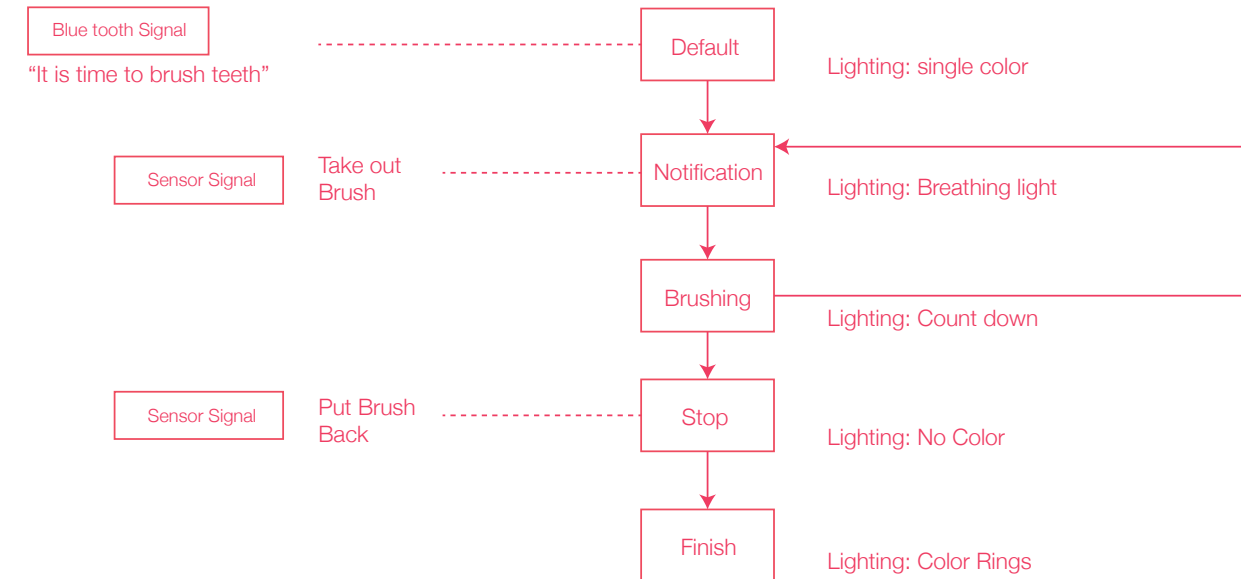 Blue tooth Signal
Default
“It is time to brush teeth”
Lighting: single color
Sensor Signal
Take out
Brush
Notification
Lighting: Breathing light
Brushing
Lighting: Count down
Sensor Signal
Put Brush
Back
Stop
Lighting: No Color
Finish
Lighting: Color Rings